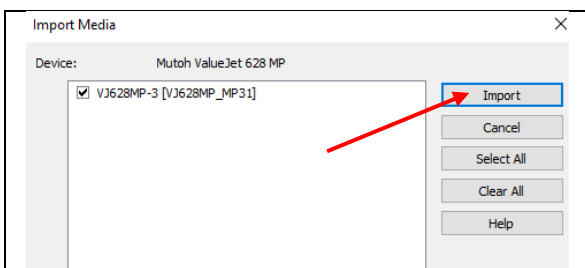 Import Media
Device: Mutoh ValueJet 628 MP
VJ628MP-3 [VJ628MP_MP31]
Import
Cancel
Select All
Clear All
Help